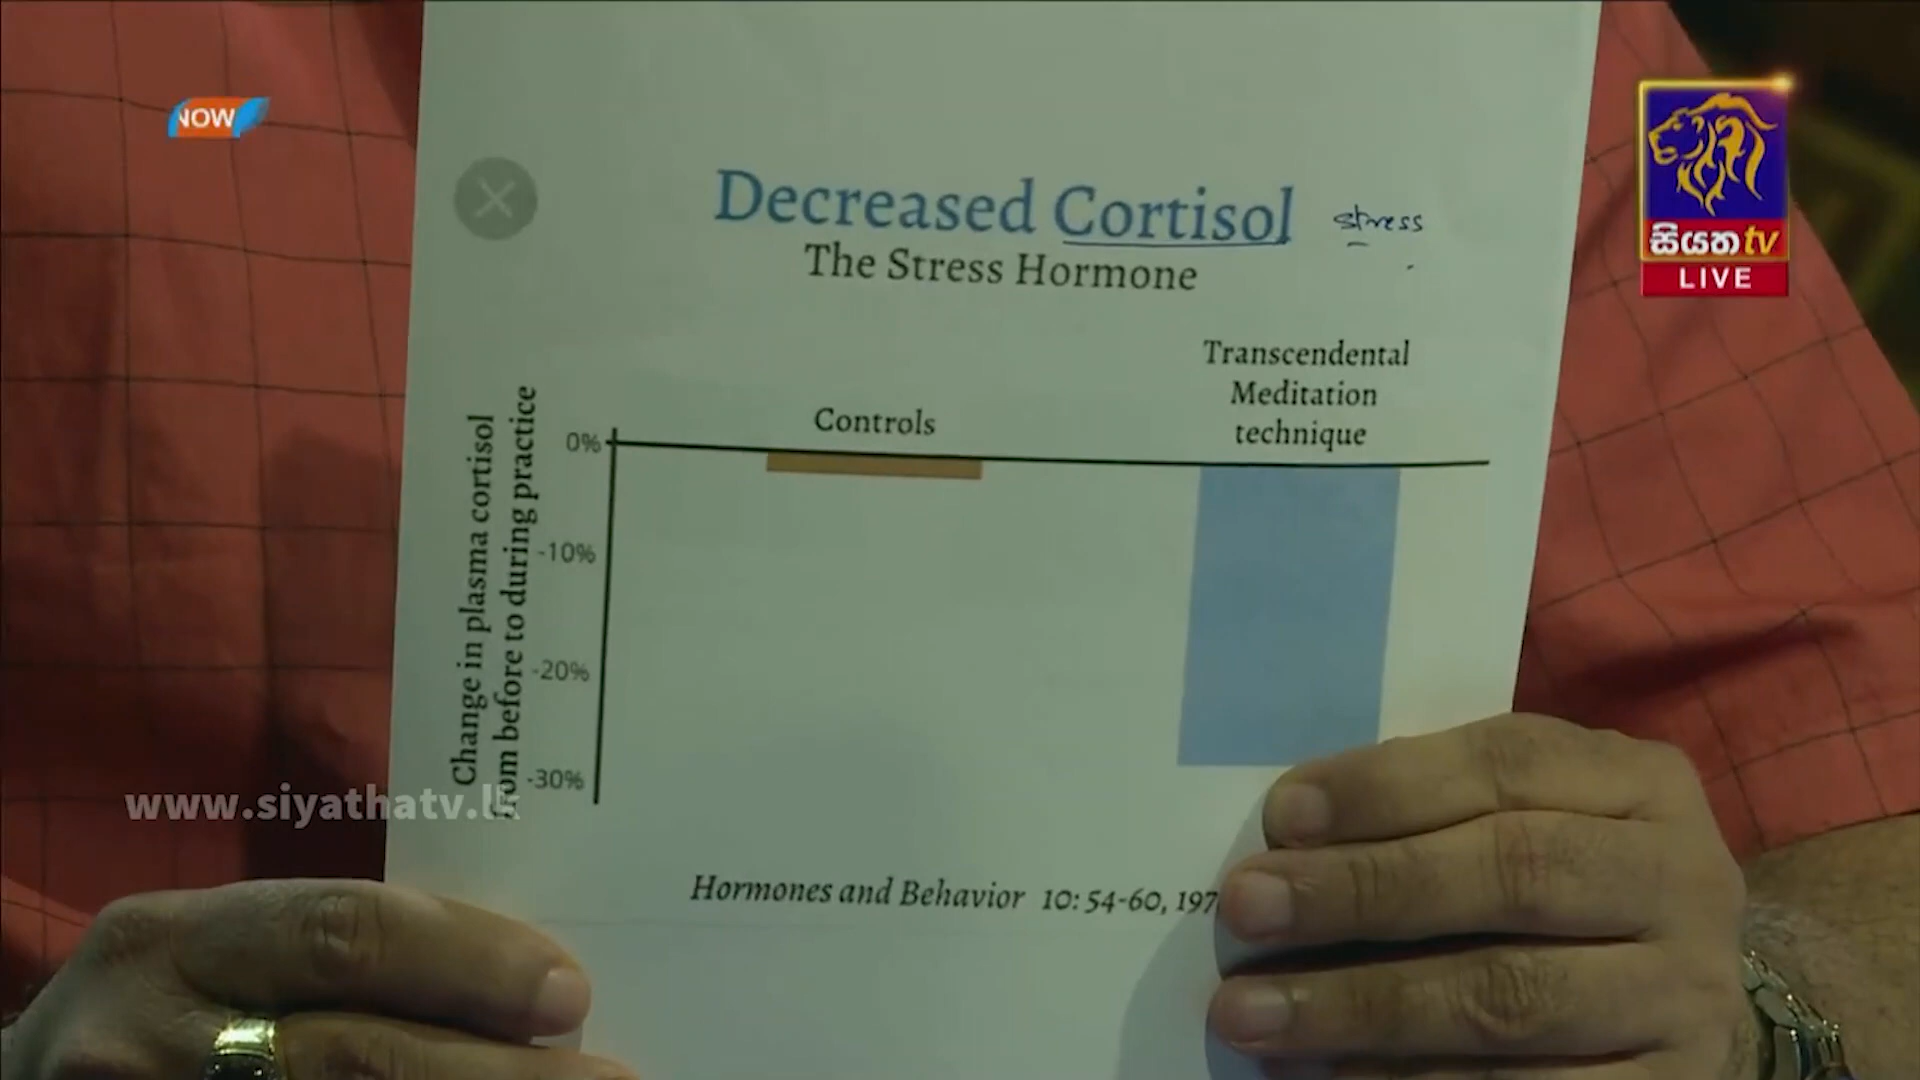 NOW
සියත tv
LIVE
Decreased Cortisol stress
The Stress Hormone
Transcendental
Meditation
technique
Controls
0%
-10%
-20%
-30%
Change in plasma cortisol
from before to during practice
Hormones and Behavior 10: 54-60, 197
www.siyathatv.lk